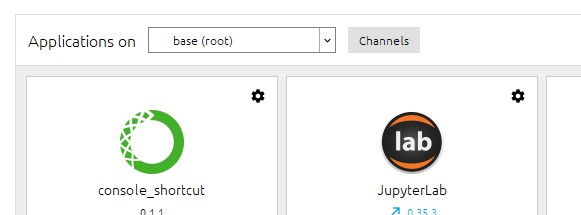 Applications on base (root) Channels
lab
console_shortcut JupyterLab
0.1.1 0.35.3